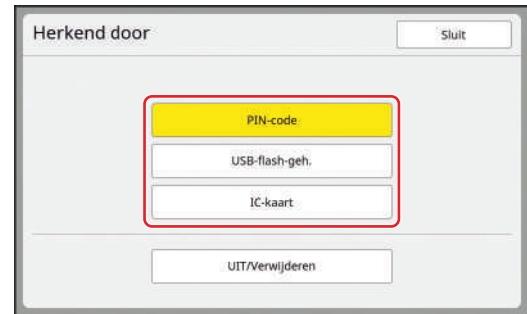 Herkend door
Sluit
PIN-code
USB-flash-geh.
IC-kaart
UIT/Verwijderen